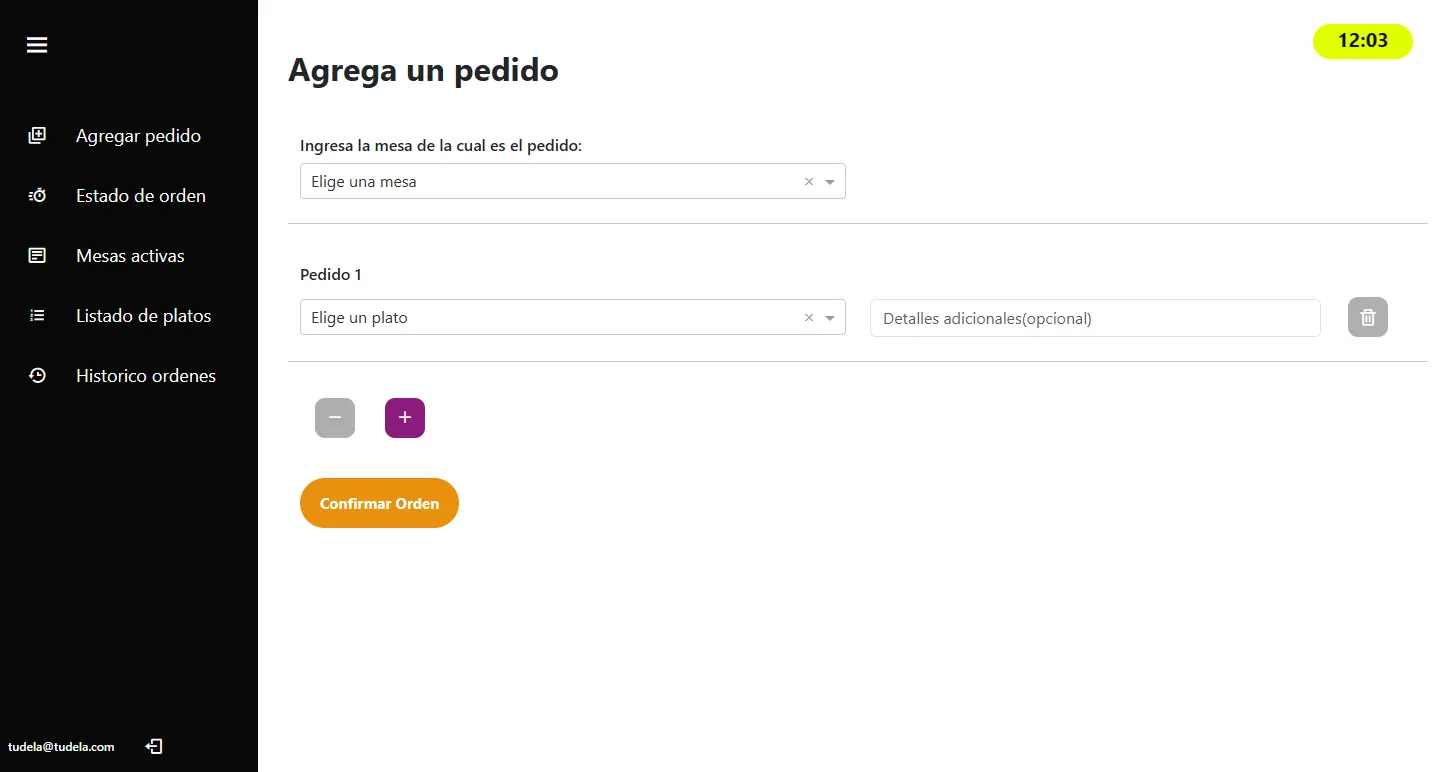 12:03
Agrega un pedido
Agregar pedido
Estado de orden
Mesas activas
Listado de platos
Historico ordenes
tudela@tudela.com
Ingresa la mesa de la cual es el pedido:
Elige una mesa
Pedido 1
Elige un plato
Detalles adicionales(opcional)
Confirmar Orden